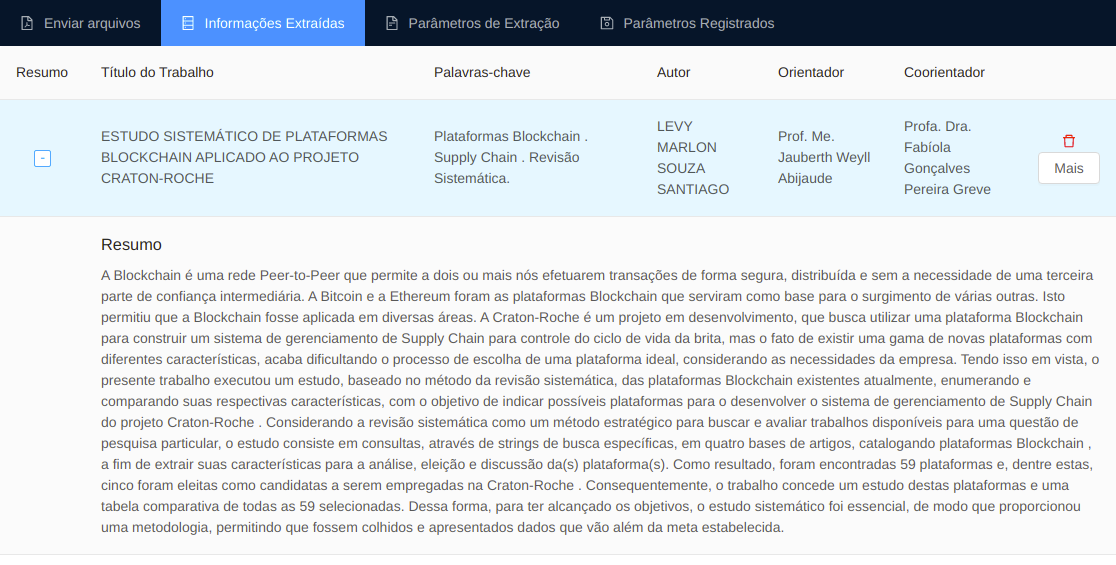 Enviar arquivos
Informações Extraídas
Parâmetros de Extração
Parâmetros Registrados
Resumo
Título do Trabalho
Palavras-chave
Autor
Orientador
Coorientador
-
ESTUDO SISTEMÁTICO DE PLATAFORMAS
BLOCKCHAIN APLICADO AO PROJETO
CRATON-ROCHE
Plataformas Blockchain .
Supply Chain . Revisão
Sistemática.
LEVY
MARLON
SOUZA
SANTIAGO
Prof. Me.
Jauberth Weyll
Abijaude
Profa. Dra.
Fabíola
Gonçalves
Pereira Greve
Mais
Resumo
A Blockchain é uma rede Peer-to-Peer que permite a dois ou mais nós efetuarem transações de forma segura, distribuída e sem a necessidade de uma terceira
parte de confiança intermediária. A Bitcoin e a Ethereum foram as plataformas Blockchain que serviram como base para o surgimento de várias outras. Isto
permitiu que a Blockchain fosse aplicada em diversas áreas. A Craton-Roche é um projeto em desenvolvimento, que busca utilizar uma plataforma Blockchain
para construir um sistema de gerenciamento de Supply Chain para controle do ciclo de vida da brita, mas o fato de existir uma gama de novas plataformas com
diferentes características, acaba dificultando o processo de escolha de uma plataforma ideal, considerando as necessidades da empresa. Tendo isso em vista, o
presente trabalho executou um estudo, baseado no método da revisão sistemática, das plataformas Blockchain existentes atualmente, enumerando e
comparando suas respectivas características, com o objetivo de indicar possíveis plataformas para o desenvolver o sistema de gerenciamento de Supply Chain
do projeto Craton-Roche . Considerando a revisão sistemática como um método estratégico para buscar e avaliar trabalhos disponíveis para uma questão de
pesquisa particular, o estudo consiste em consultas, através de strings de busca específicas, em quatro bases de artigos, catalogando plataformas Blockchain ,
a fim de extrair suas características para a análise, eleição e discussão da(s) plataforma(s). Como resultado, foram encontradas 59 plataformas e, dentre estas,
cinco foram eleitas como candidatas a serem empregadas na Craton-Roche . Consequentemente, o trabalho concede um estudo destas plataformas e uma
tabela comparativa de todas as 59 selecionadas. Dessa forma, para ter alcançado os objetivos, o estudo sistemático foi essencial, de modo que proporcionou
uma metodologia, permitindo que fossem colhidos e apresentados dados que vão além da meta estabelecida.